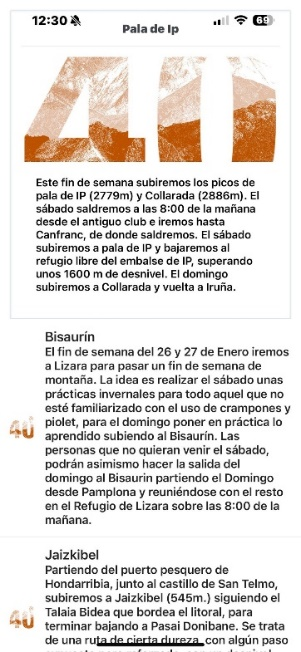 12:30
69
Pala de Ip
40
Este fin de semana subiremos los picos de
pala de IP (2779m) y Collarada (2886m). El
sábado saldremos a las 8:00 de la mañana
desde el antiguo club e iremos hasta
Canfranc, de donde saldremos. El sábado
subiremos a pala de IP y bajaremos al
refugio libre del embalse de IP, superando
unos 1600 m de desnivel. El domingo
subiremos a Collarada y vuelta a Iruña.
Bisaurín
El fin de semana del 26 y 27 de Enero iremos
a Lizara para pasar un fin de semana de
montaña. La idea es realizar el sábado unas
prácticas invernales para todo aquel que no
esté familiarizado con el uso de crampones y
piolet, para el domingo poner en práctica lo
40
aprendido subiendo al Bisaurín. Las
personas que no quieran venir el sábado,
podrán asimismo hacer la salida del
domingo al Bisaurin partiendo el Domingo
desde Pamplona y reuniéndose con el resto
en el Refugio de Lizara sobre las 8:00 de la
mañana.
Jaizkibel
Partiendo del puerto pesquero de
Hondarribia, junto al castillo de San Telmo,
subiremos a Jaizkibel (545m.) siguiendo el
40
Talaia Bidea que bordea el litoral, para
terminar bajando a Pasai Donibane. Se trata
de una ruta de cierta dureza, con algún paso